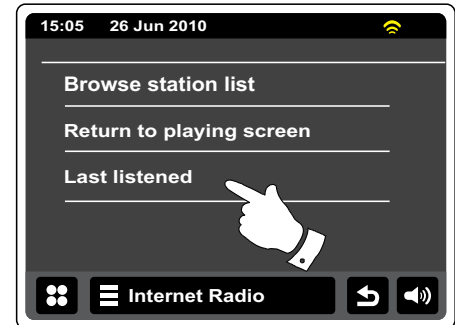 15:05 26 Jun 2010
Browse station list
Return to playing screen
Last listened
Internet Radio